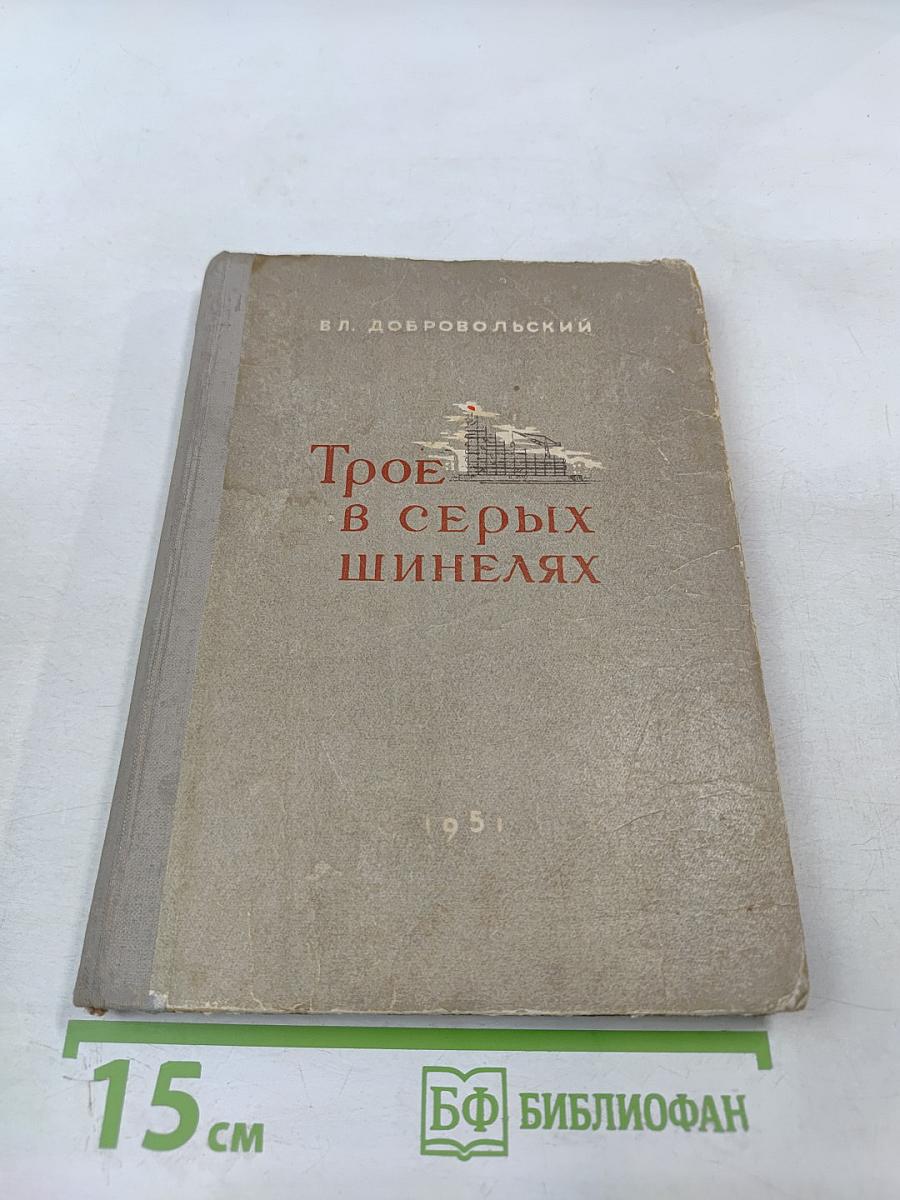 ВЛ. ДОБРОВОЛЬСКИЙ
Трое
в серых
шинелях
1951
15 см
БФ БИБЛИОФАН